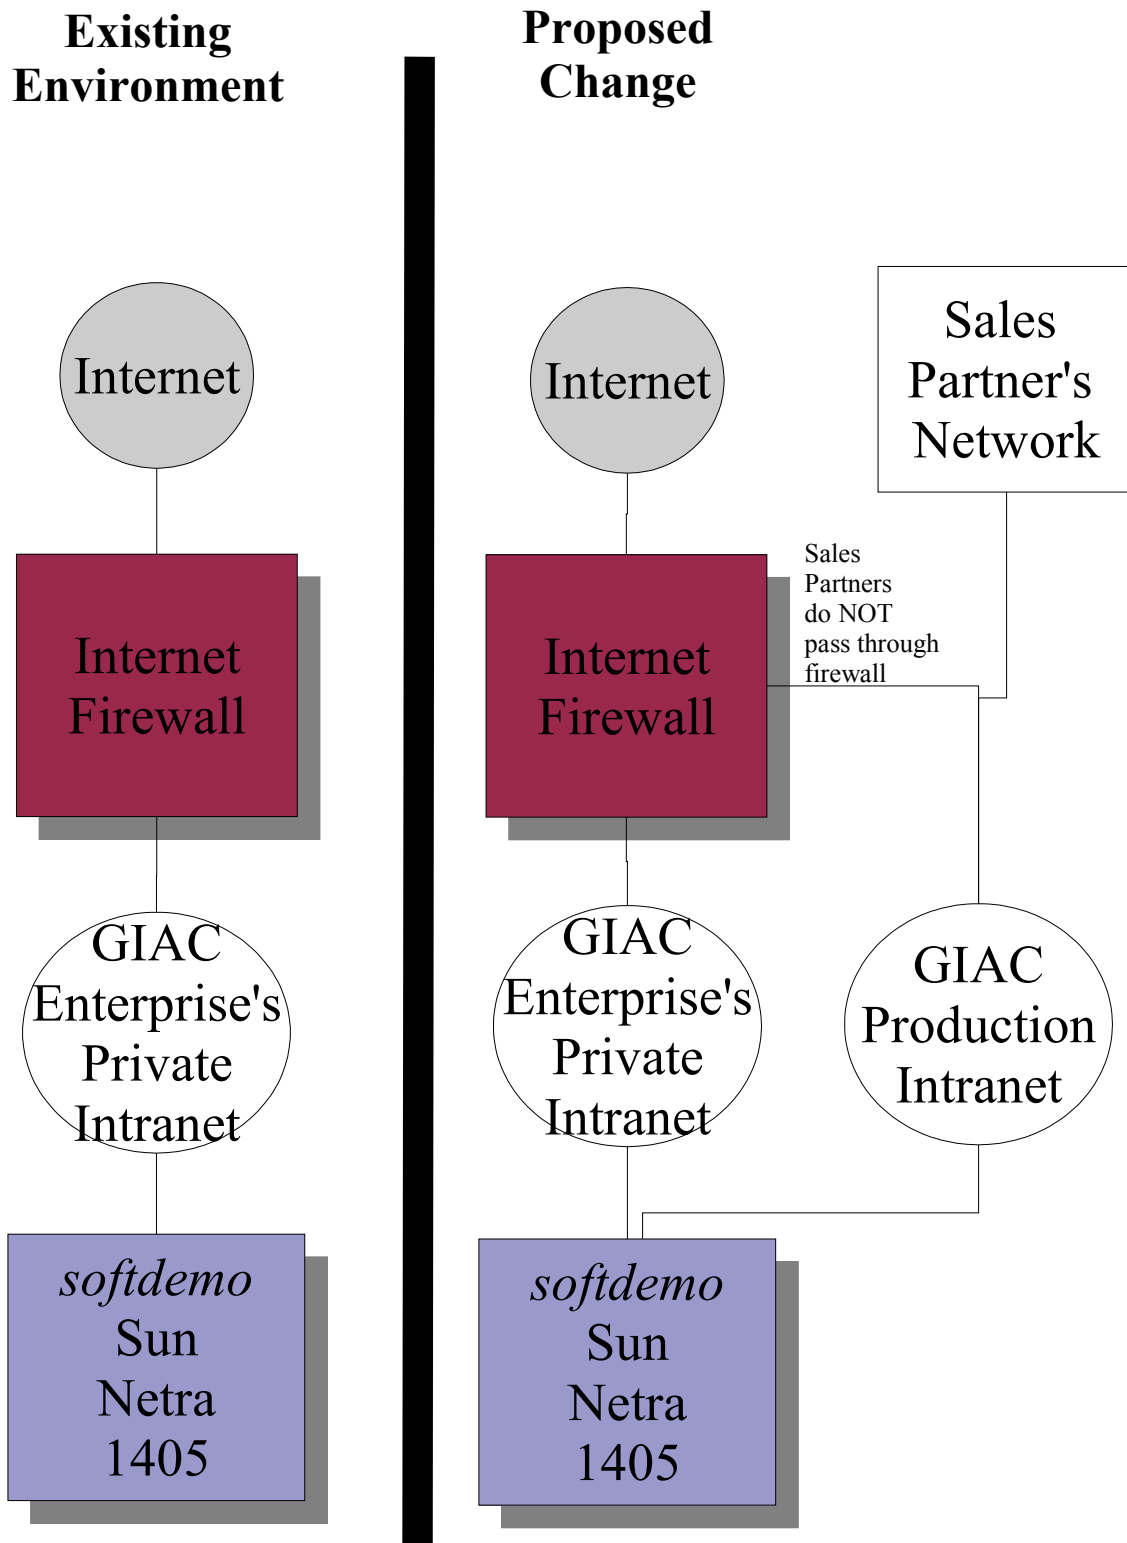 Existing
Environment
Proposed
Change
Internet
Internet
Firewall
GIAC
Enterprise's
Private
Intranet
softdemo
Sun
Netra
1405
Internet
Sales
Partner's
Network
Sales
Partners
do NOT
pass through
firewall
Internet
Firewall
GIAC
Enterprise's
Private
Intranet
GIAC
Production
Intranet
softdemo
Sun
Netra
1405